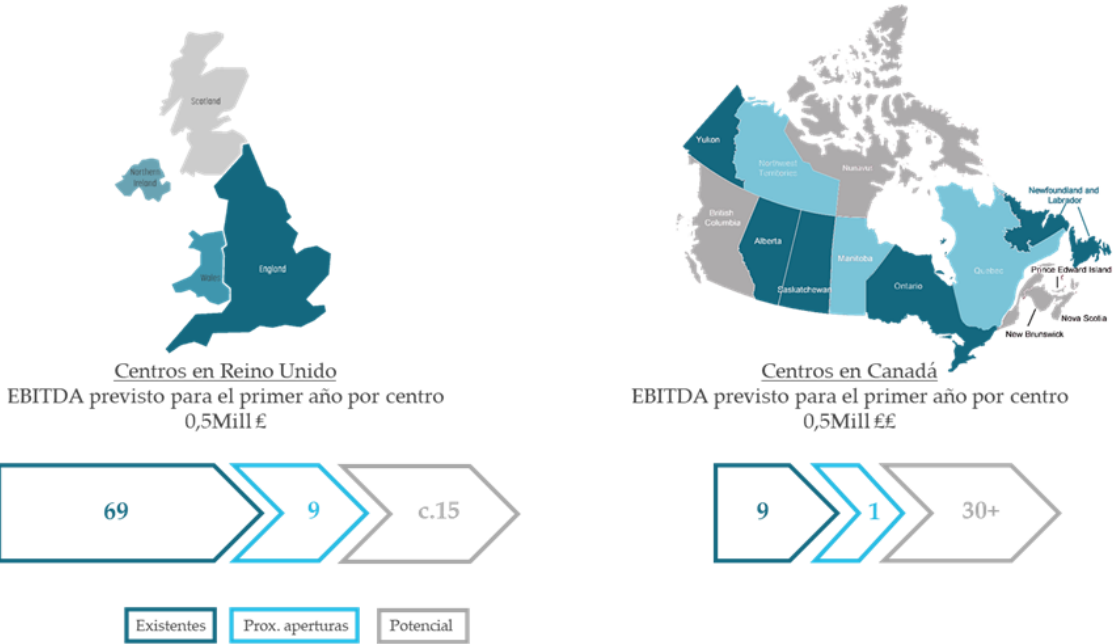 Scotland
Northern
Ireland
Wales
England
Yukon
Northwest
Territories
Nunavut
British
Columbia
Alberta
Saskatchewan
Manitoba
Ontario
Quebec
Newfoundland and
Labrador
Prince Edward Island
Nova Scotia
New Brunswick
Centros en Reino Unido
EBITDA previsto para el primer año por centro
0,5Mill £
Centros en Canadá
EBITDA previsto para el primer año por centro
0,5Mill ££
69
9
c.15
9
1
30+
Existentes
Prox. aperturas
Potencial